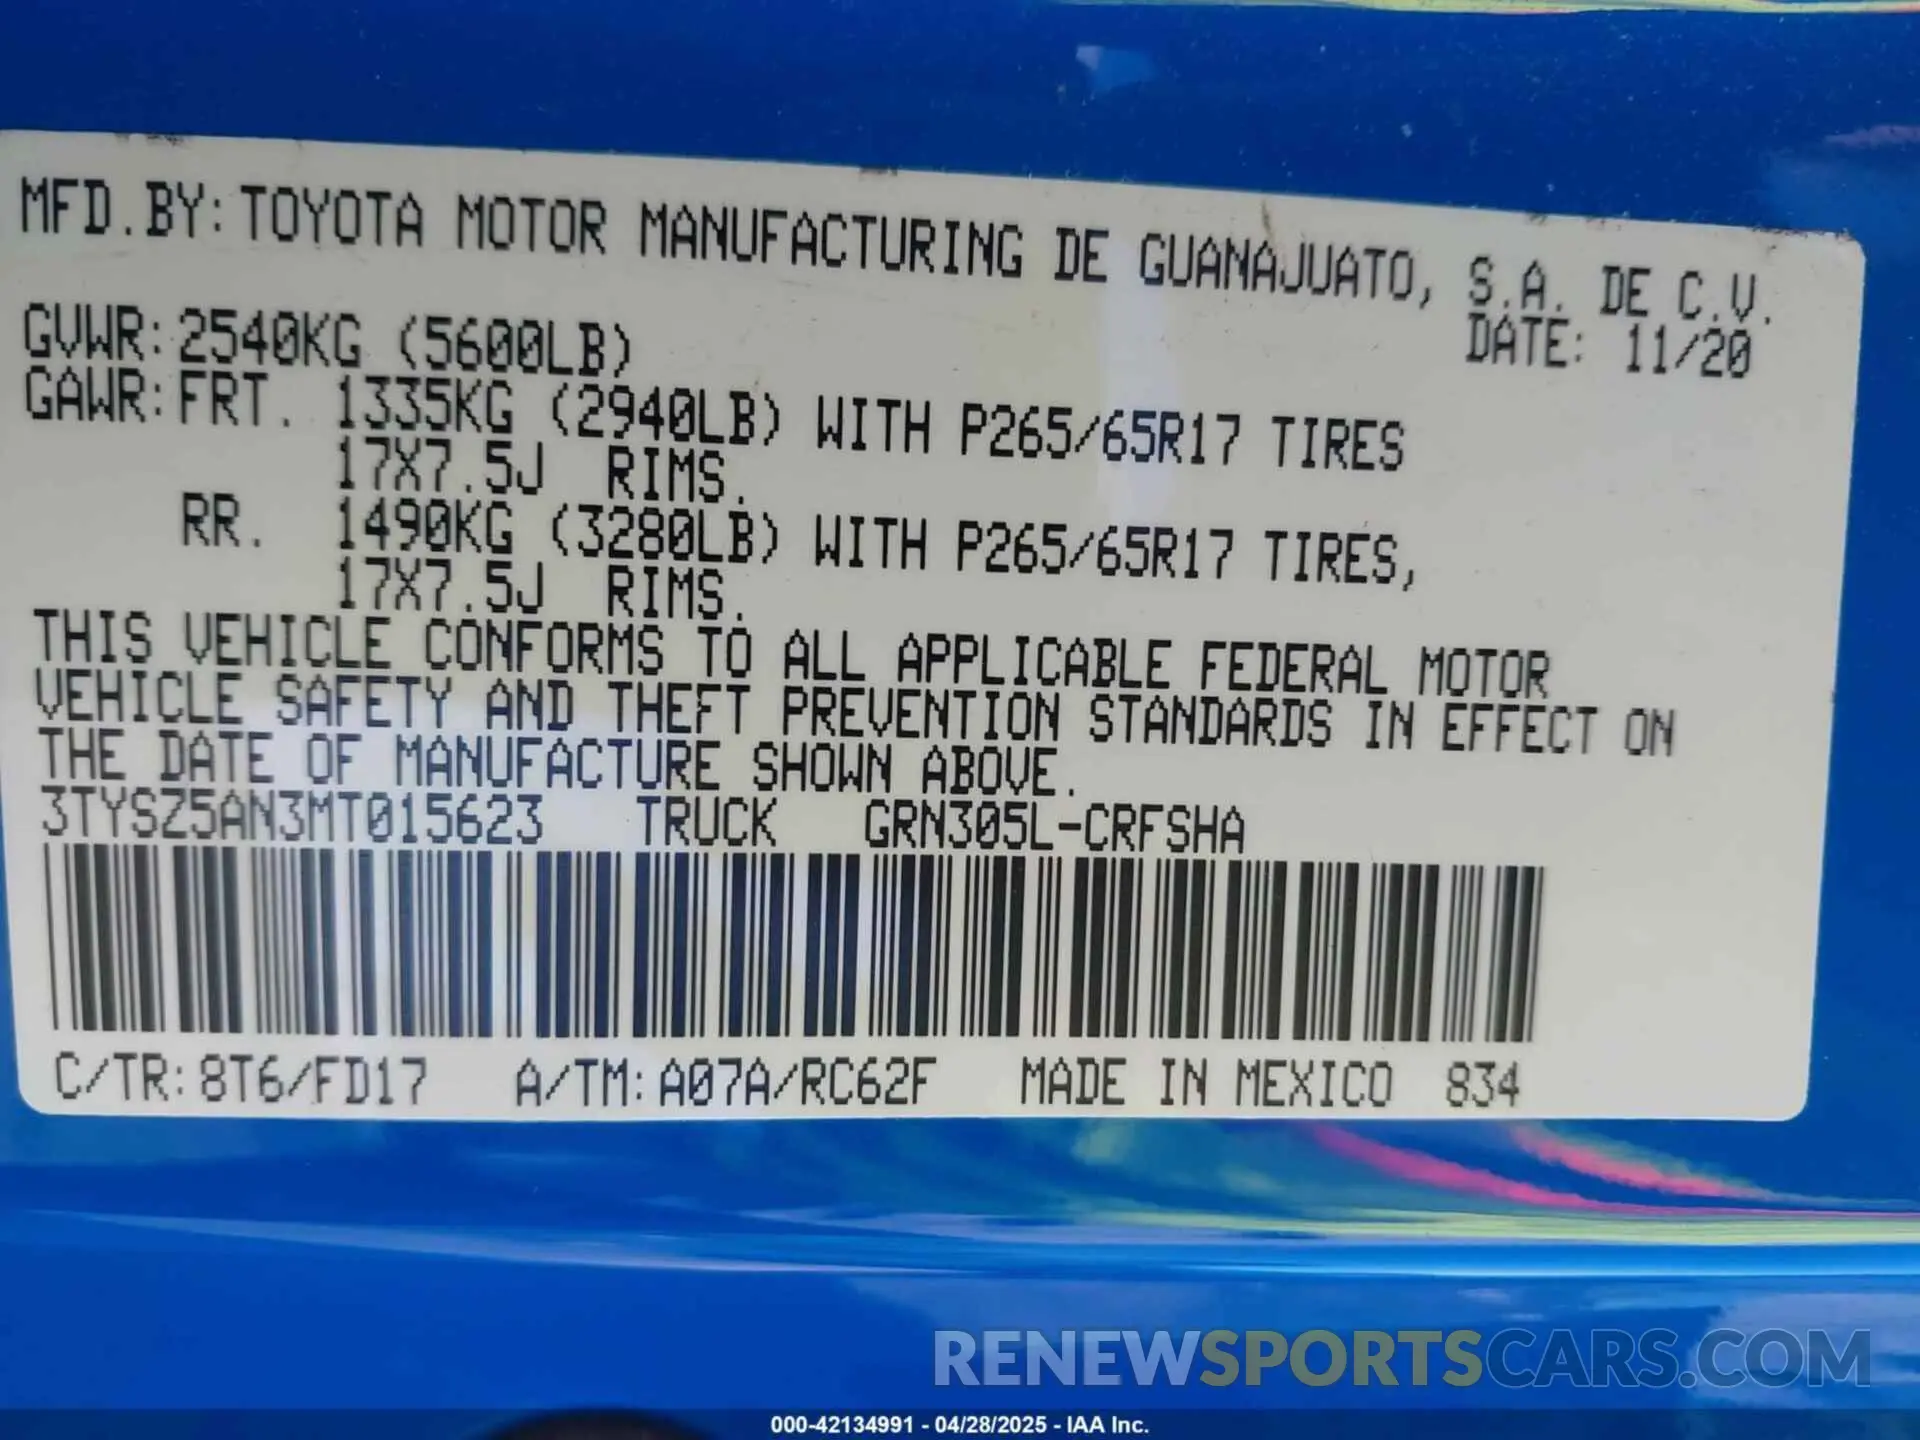 MFD.BY: TOYOTA MOTOR MANUFACTURING DE GUANAJUATO, S.A. DE C.V.
GVWR: 2540KG (5600LB) DATE: 11/20
GAWR: FRT. 1335KG (2940LB) WITH P265/65R17 TIRES
17X7.5J RIMS.
RR. 1490KG (3280LB) WITH P265/65R17 TIRES,
17X7.5J RIMS.
THIS VEHICLE CONFORMS TO ALL APPLICABLE FEDERAL MOTOR
VEHICLE SAFETY AND THEFT PREVENTION STANDARDS IN EFFECT ON
THE DATE OF MANUFACTURE SHOWN ABOVE.
3TYSZ5AN3MT015623 TRUCK GRN305L-CRFSHA
C/TR: 8T6/FD17 A/TM: A07A/RC62F MADE IN MEXICO 834
RENEWSPORTSCARS.COM
000-42134991 - 04/28/2025 - IAA Inc.